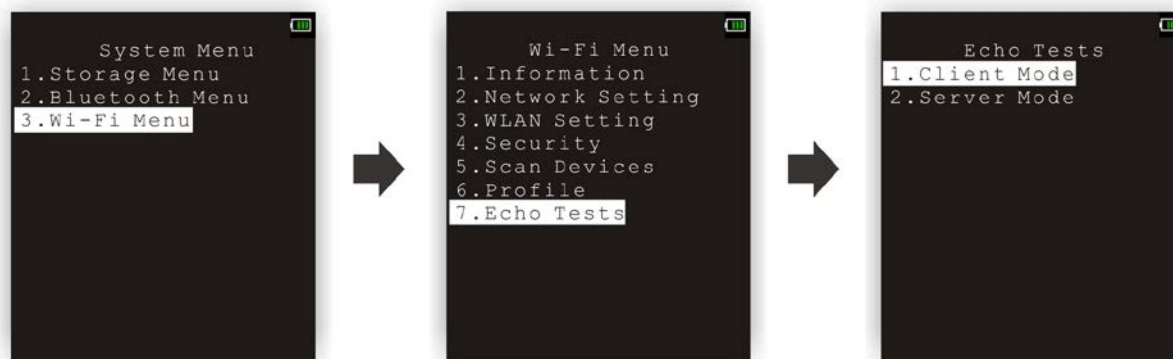 System Menu
1.Storage Menu
2.Bluetooth Menu
3.Wi-Fi Menu
Wi-Fi Menu
1.Information
2.Network Setting
3.WLAN Setting
4.Security
5.Scan Devices
6.Profile
7.Echo Tests
Echo Tests
1.Client Mode
2.Server Mode